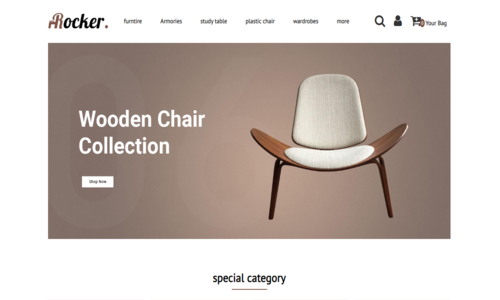 Rocker.
furntire Armories study table plastic chair wardrobes more
0 Your Bag
Wooden Chair
Collection
Shop Now
special category